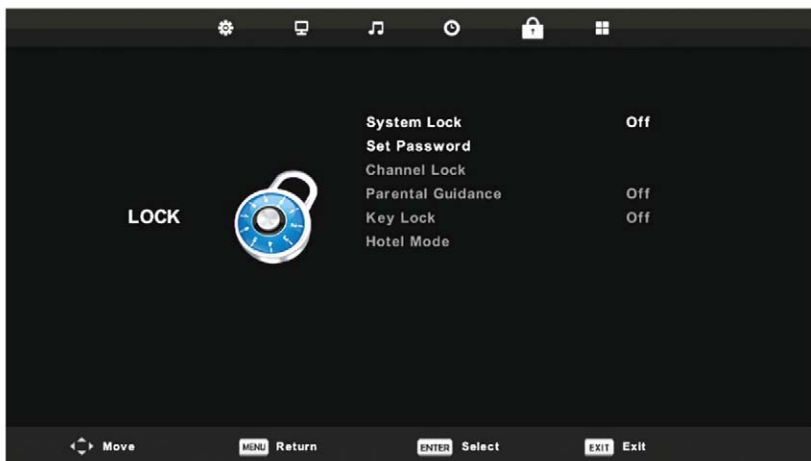 System Lock Off
Set Password
Channel Lock
Parental Guidance Off
LOCK
Key Lock Off
Hotel Mode
Move MENU Return ENTER Select EXIT Exit